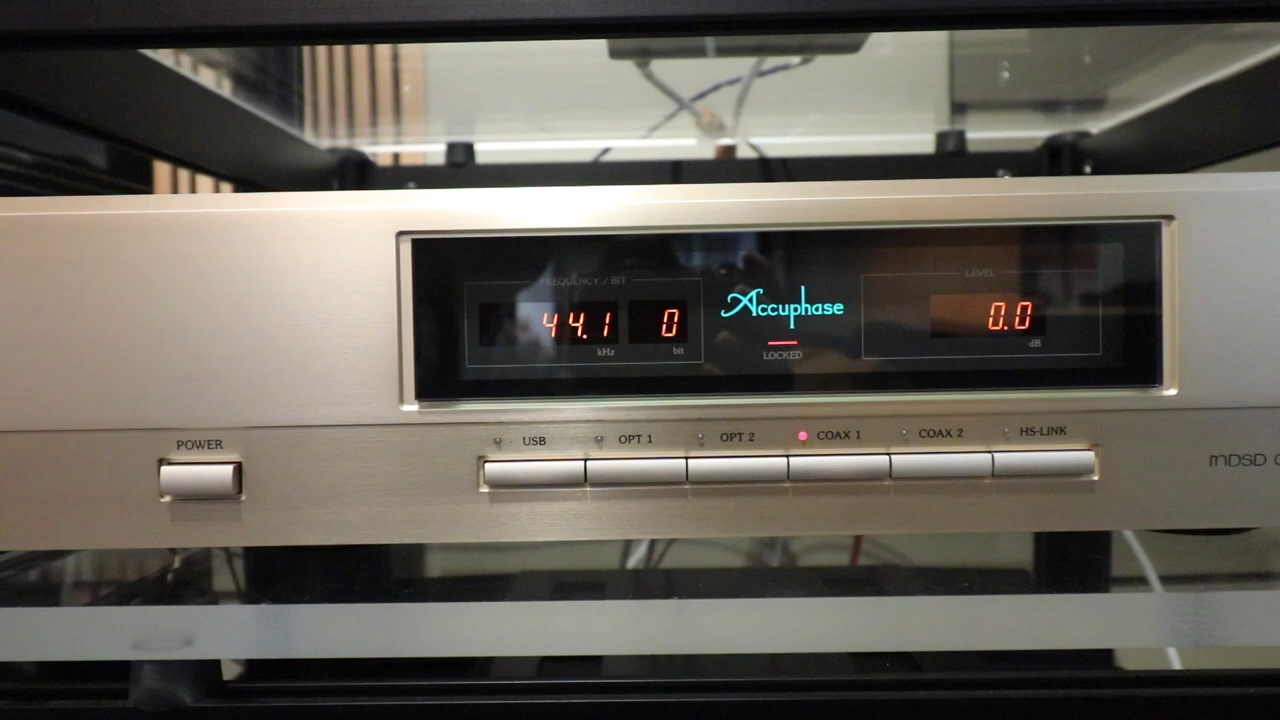 FREQUENCY / BIT
44.1 0
kHz bit
Accuphase
LOCKED
LEVEL
0.0
dB
POWER
USB OPT 1 OPT 2 COAX 1 COAX 2 HS-LINK
mDSD